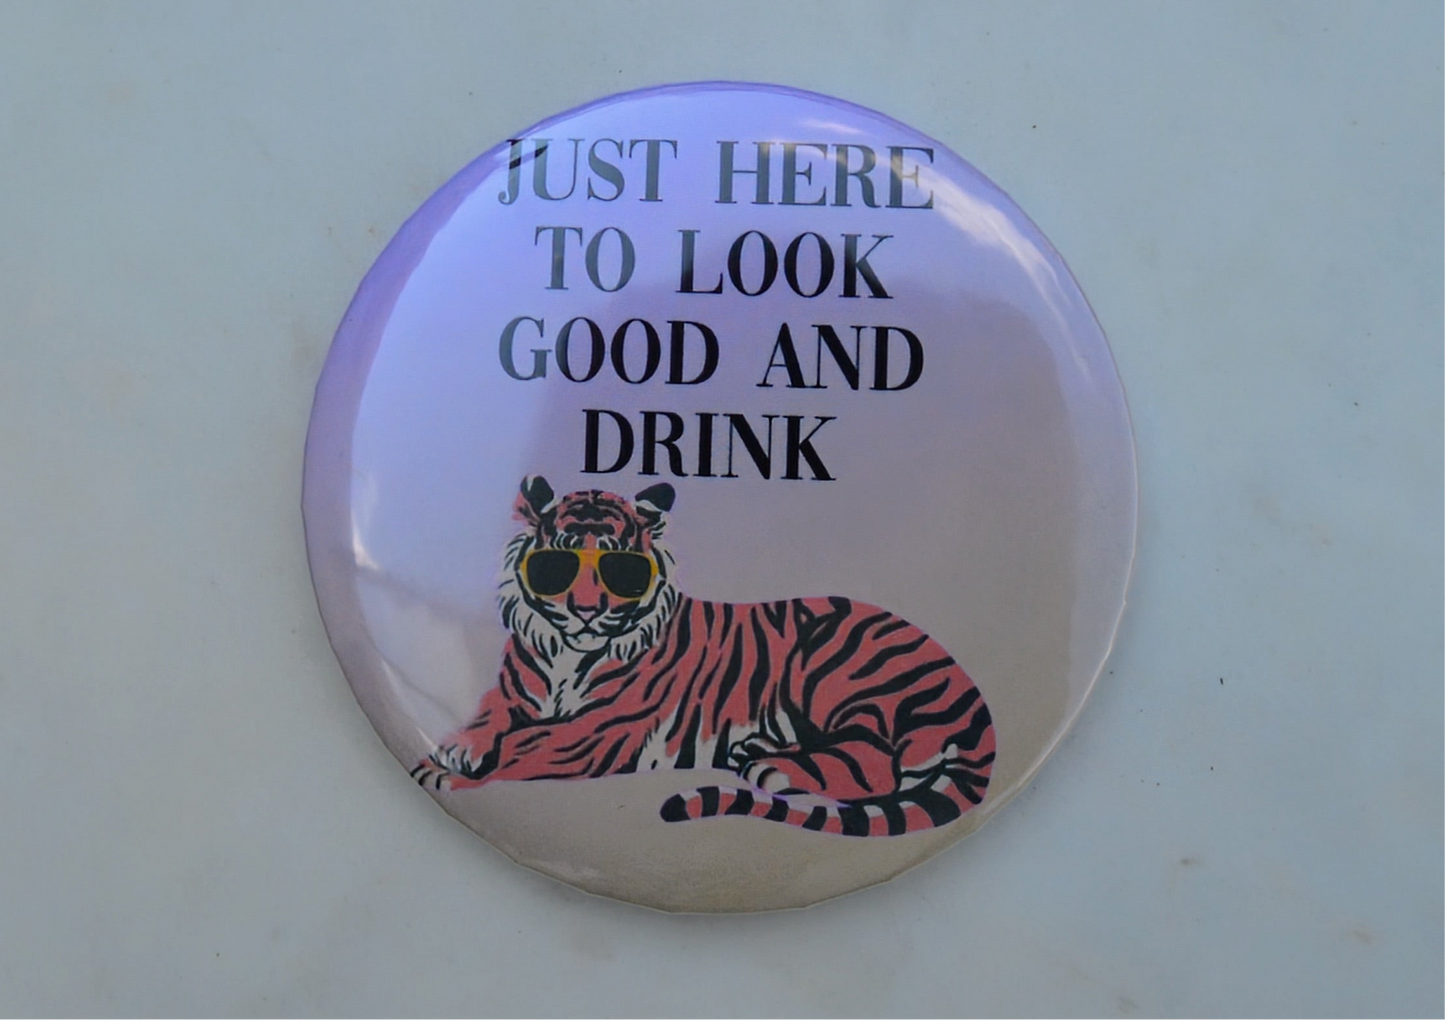 JUST HERE
TO LOOK
GOOD AND
DRINK